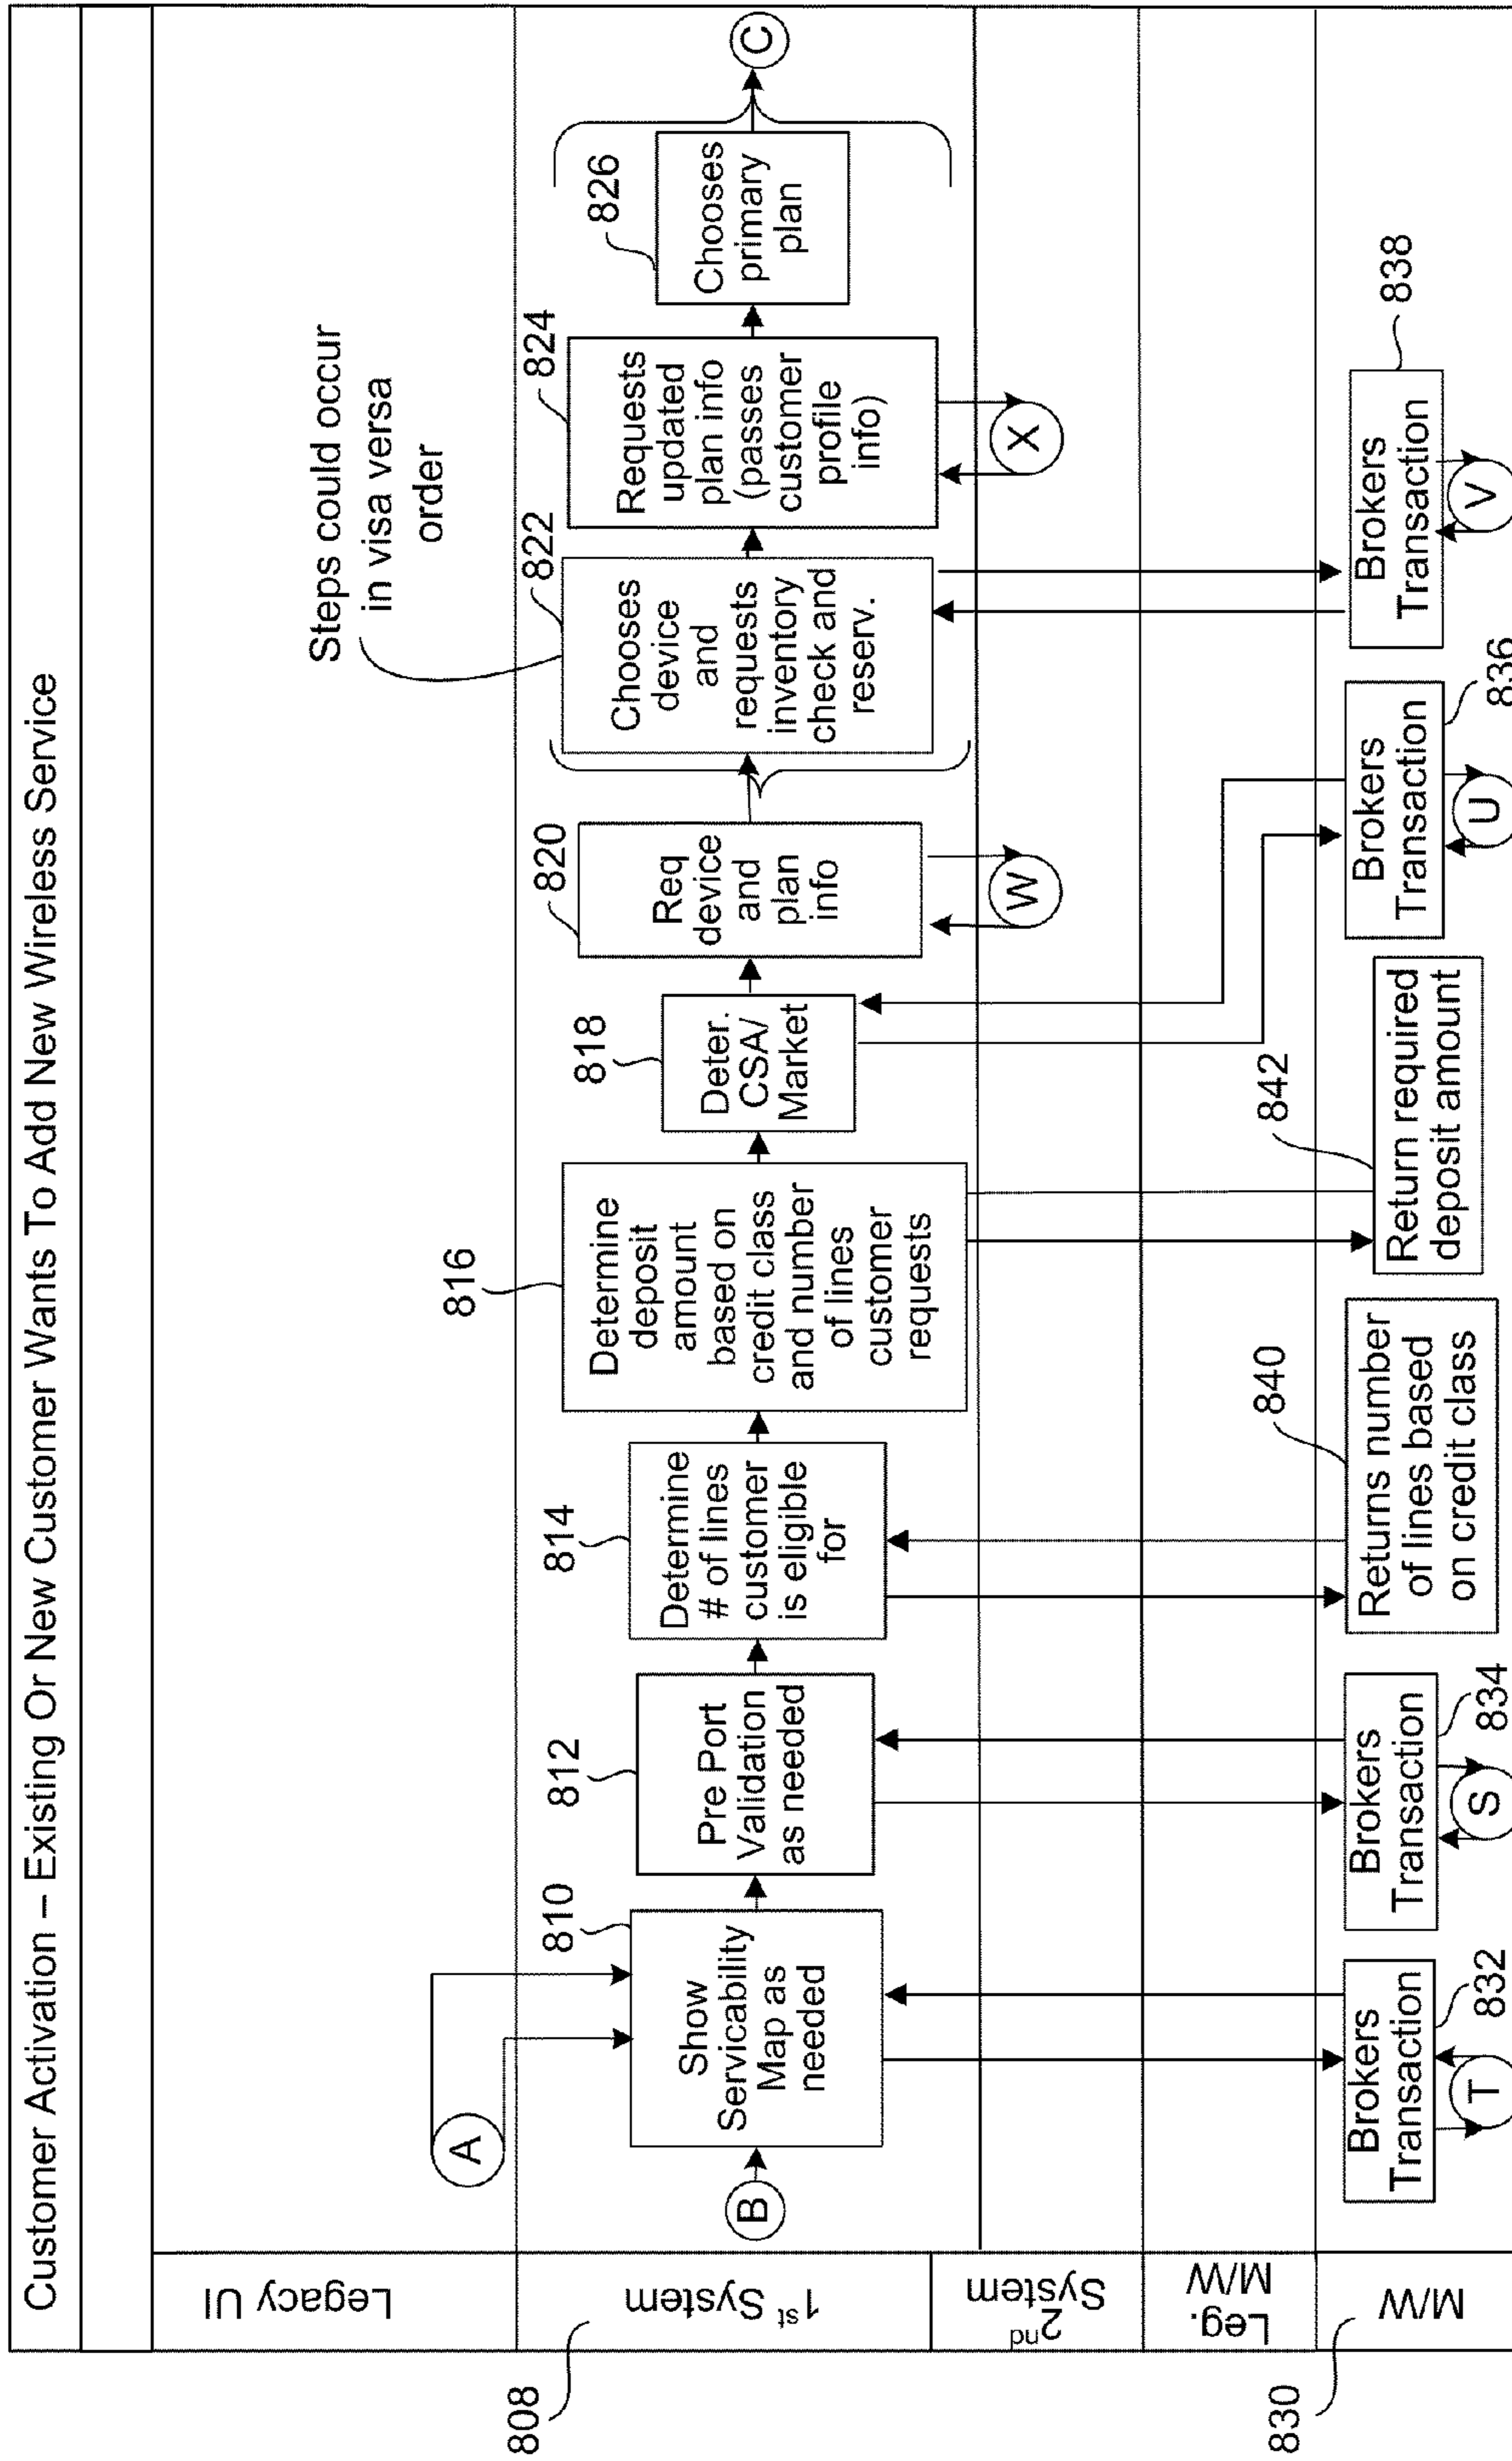 Customer Activation – Existing Or New Customer Wants To Add New Wireless Service
Legacy UI
A
Steps could occur
in visa versa
order
808
1st System
B
810
Show
Servicability
Map as
needed
812
Pre Port
Validation
as needed
814
Determine
# of lines
customer
is eligible
for
816
Determine
deposit
amount
based on
credit class
and number
of lines
customer
requests
818
Deter.
CSA/
Market
820
Req
device
and
plan
info
822
Chooses
device
and
requests
inventory
check and
reserv.
824
Requests
updated
plan info
(passes
customer
profile
info)
826
Chooses
primary
plan
C
2nd
System
W
X
Leg.
M/W
830
M/W
Brokers
Transaction
832
T
Brokers
Transaction
834
S
840
Returns number
of lines based
on credit class
842
Return required
deposit amount
Brokers
Transaction
836
U
Brokers
Transaction
838
V